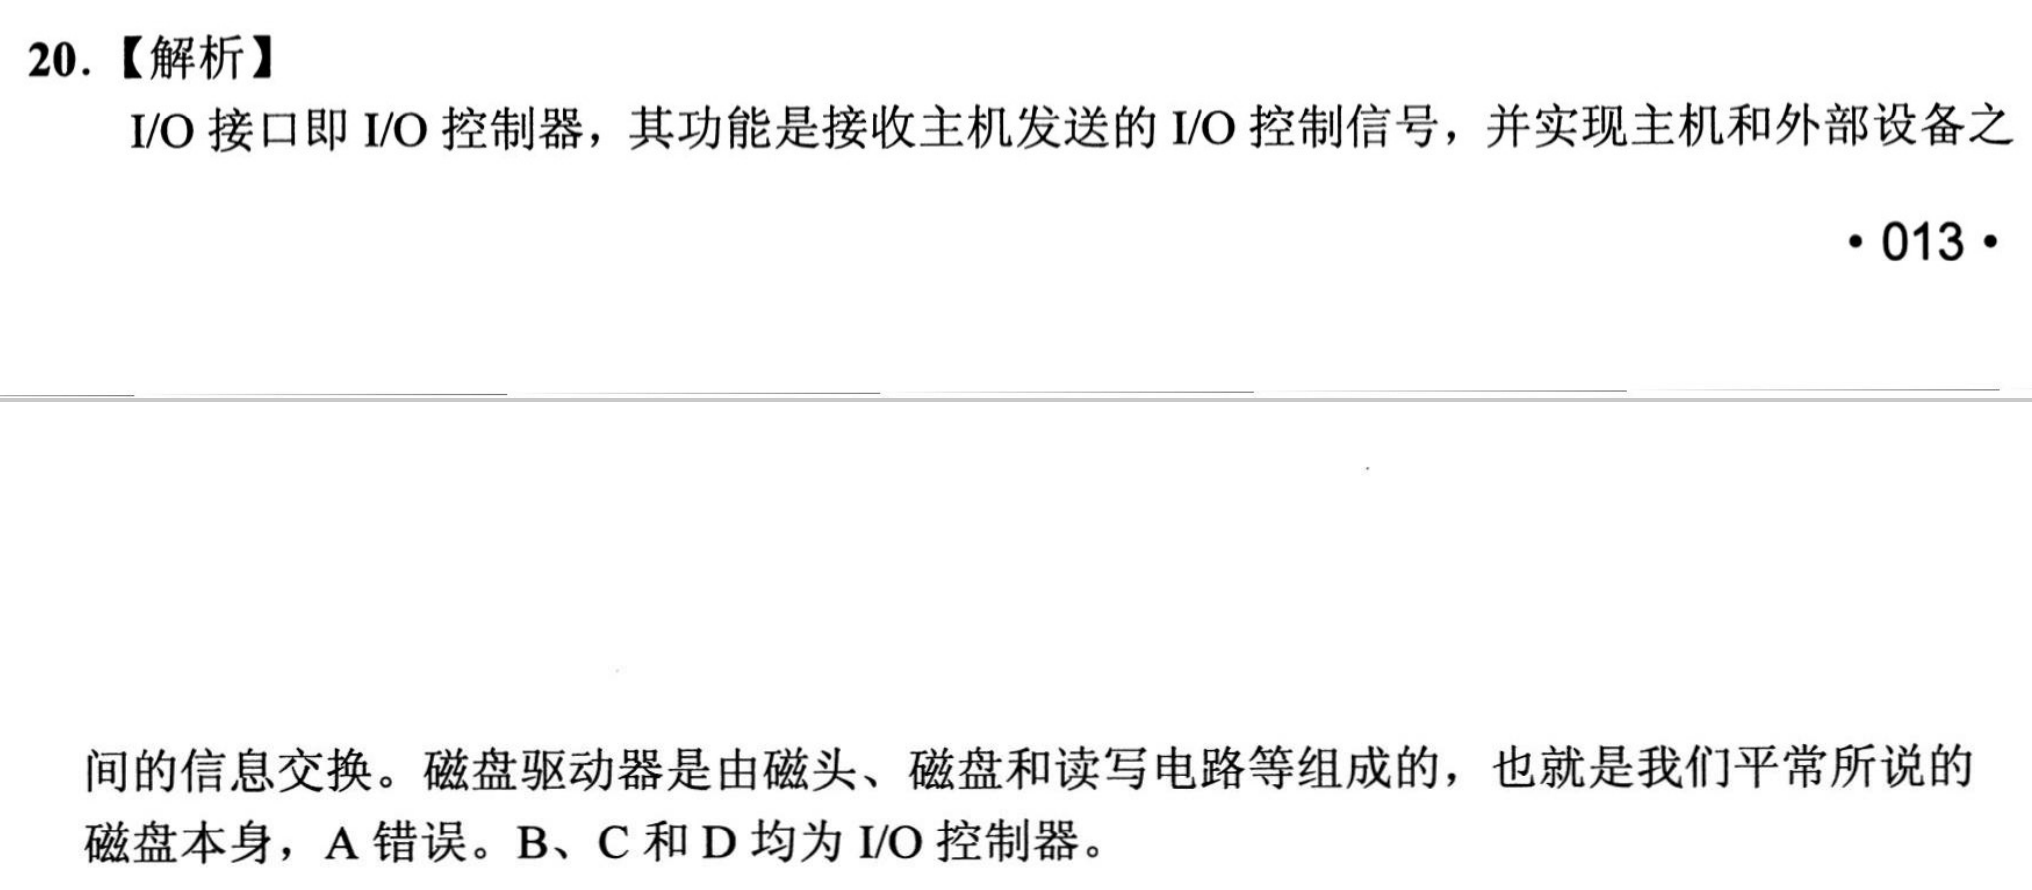 20.【解析】
I/O 接口即 I/O 控制器，其功能是接收主机发送的 I/O 控制信号，并实现主机和外部设备之
• 013 •
间的信息交换。磁盘驱动器是由磁头、磁盘和读写电路等组成的，也就是我们平常所说的
磁盘本身，A 错误。B、C 和 D 均为 I/O 控制器。